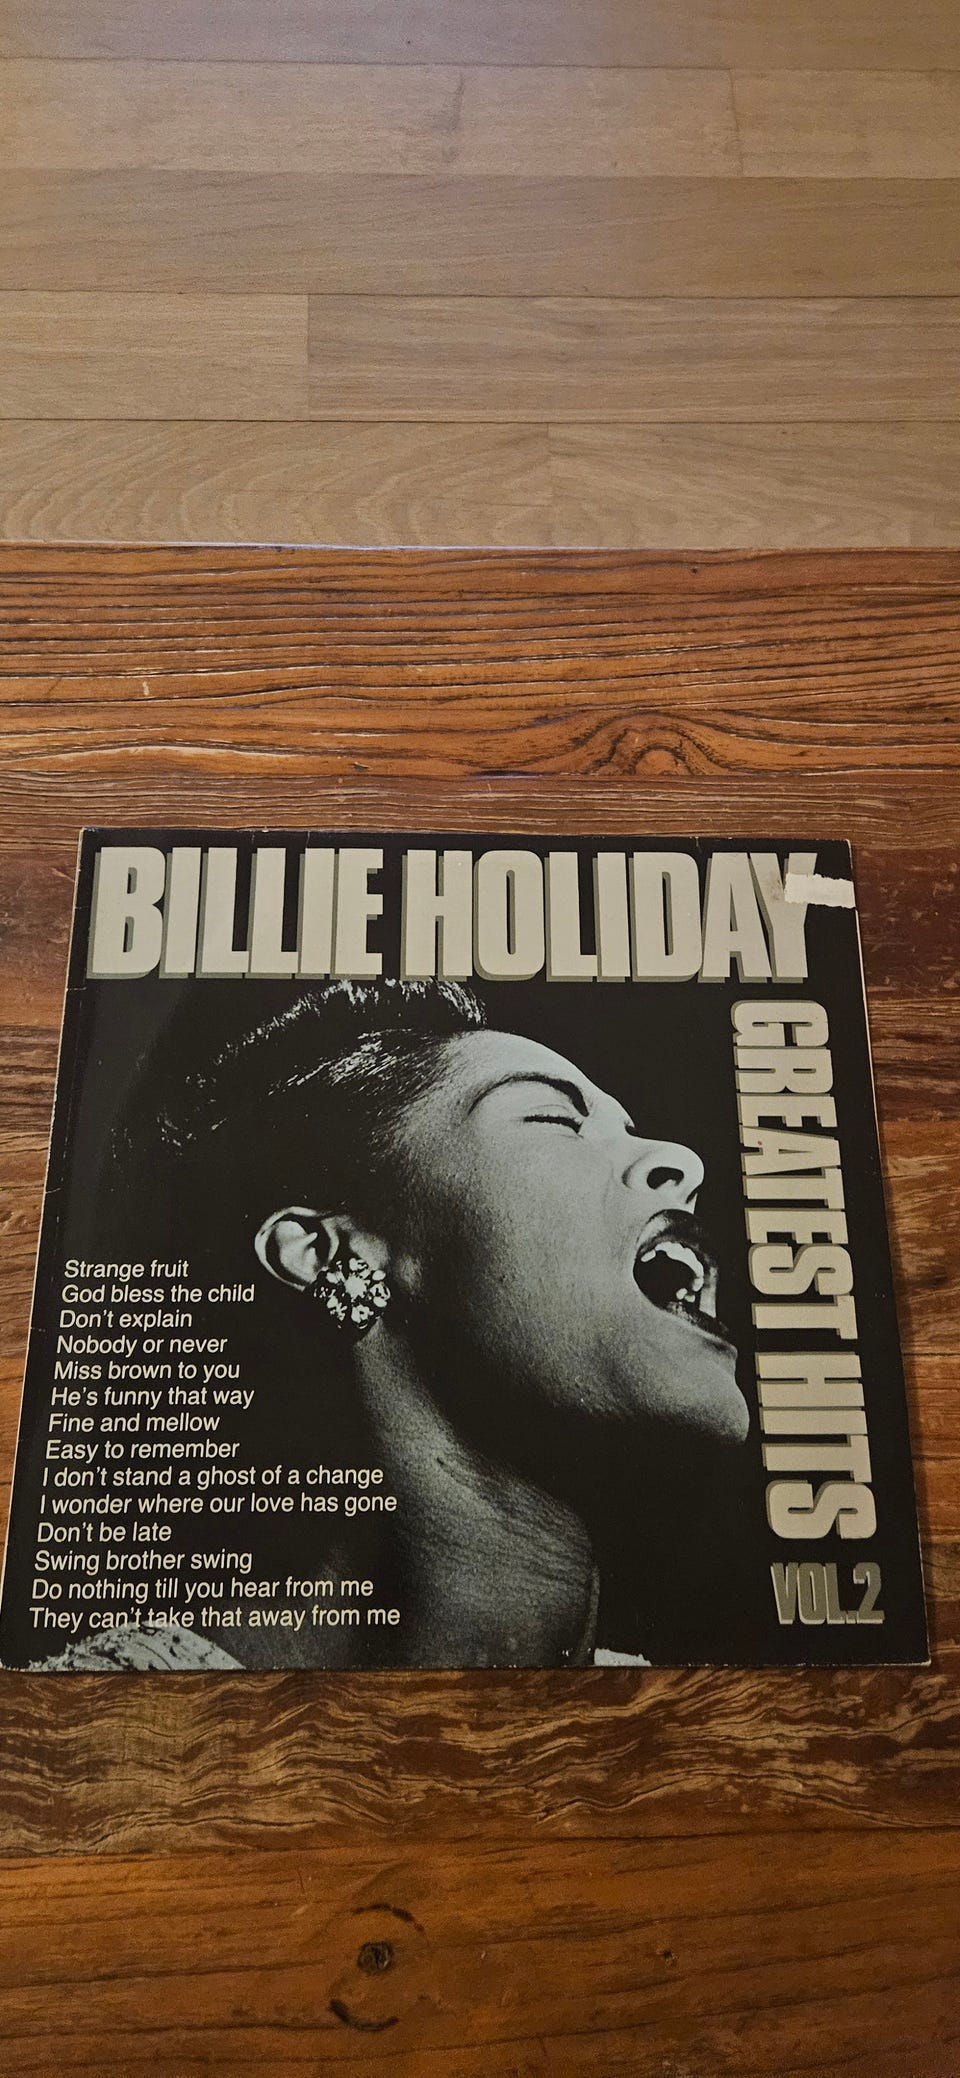 BILLIE HOLIDAY
GREATEST HITS
VOL.2
Strange fruit
God bless the child
Don't explain
Nobody or never
Miss brown to you
He's funny that way
Fine and mellow
Easy to remember
I don't stand a ghost of a change
I wonder where our love has gone
Don't be late
Swing brother swing
Do nothing till you hear from me
They can't take that away from me